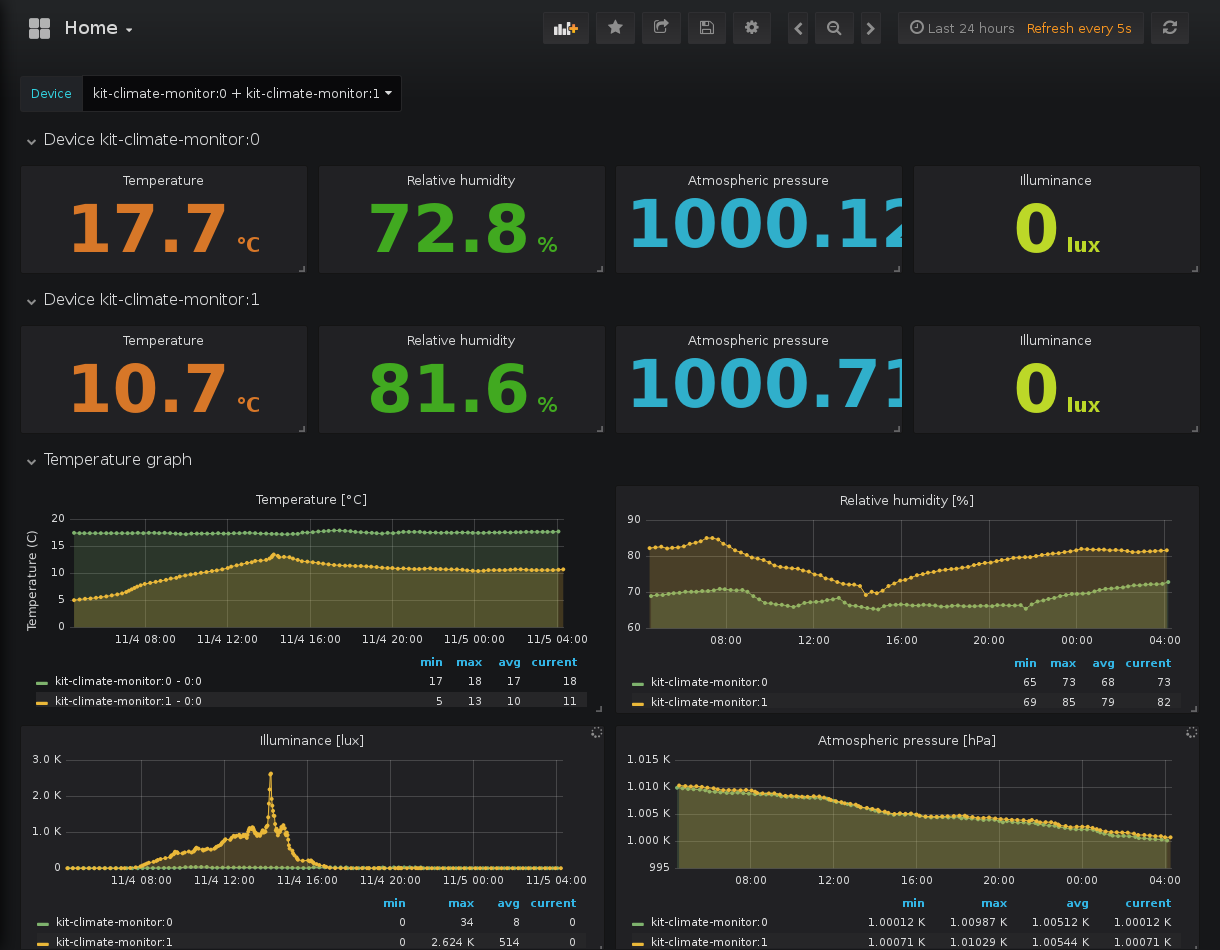 Home
Last 24 hours Refresh every 5s
Device kit-climate-monitor:0 + kit-climate-monitor:1
Device kit-climate-monitor:0
Temperature Relative humidity Atmospheric pressure Illuminance
17.7 °C 72.8 % 1000.12 0 lux
Device kit-climate-monitor:1
Temperature Relative humidity Atmospheric pressure Illuminance
10.7 °C 81.6 % 1000.71 0 lux
Temperature graph
Temperature [°C]
Temperature (C)
20
15
10
5
0
11/4 08:00 11/4 12:00 11/4 16:00 11/4 20:00 11/5 00:00 11/5 04:00
min max avg current
kit-climate-monitor:0 - 0:0 17 18 17 18
kit-climate-monitor:1 - 0:0 5 13 10 11
Relative humidity [%]
90
80
70
60
08:00 12:00 16:00 20:00 00:00 04:00
min max avg current
kit-climate-monitor:0 65 73 68 73
kit-climate-monitor:1 69 85 79 82
Illuminance [lux]
3.0 K
2.0 K
1.0 K
0
11/4 08:00 11/4 12:00 11/4 16:00 11/4 20:00 11/5 00:00 11/5 04:00
min max avg current
kit-climate-monitor:0 0 34 8 0
kit-climate-monitor:1 0 2.624 K 514 0
Atmospheric pressure [hPa]
1.015 K
1.010 K
1.005 K
1.000 K
995
08:00 12:00 16:00 20:00 00:00 04:00
min max avg current
kit-climate-monitor:0 1.00012 K 1.00987 K 1.00512 K 1.00012 K
kit-climate-monitor:1 1.00071 K 1.01029 K 1.00544 K 1.00071 K